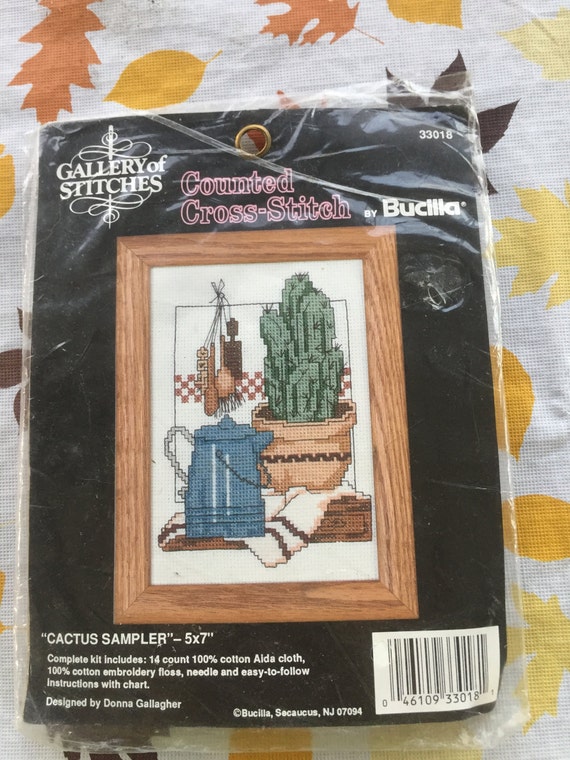 33018
GALLERY of
STITCHES
Counted
Cross-Stitch BY Bucilla®
"CACTUS SAMPLER"– 5x7"
Complete kit includes: 14 count 100% cotton Aida cloth,
100% cotton embroidery floss, needle and easy-to-follow
instructions with chart.
Designed by Donna Gallagher
©Bucilla, Secaucus, NJ 07094
0 46109 33018 1